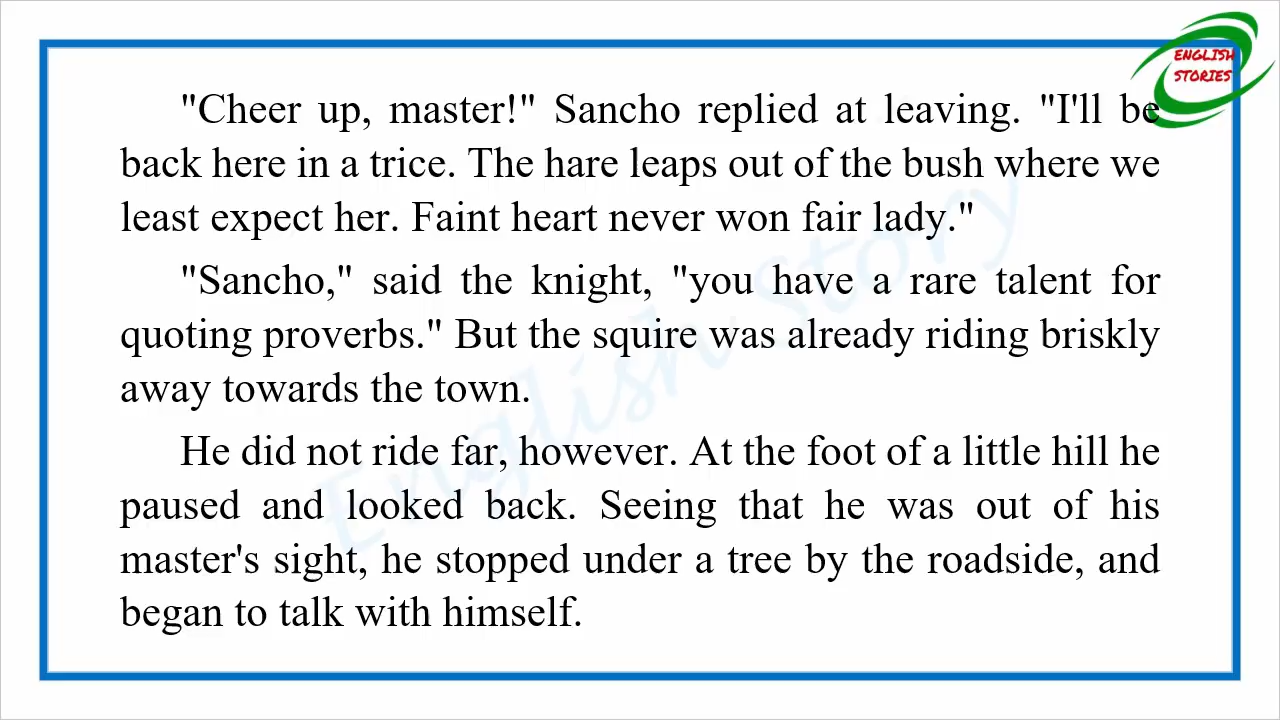 ENGLISH
STORIES
"Cheer up, master!" Sancho replied at leaving. "I'll be
back here in a trice. The hare leaps out of the bush where we
least expect her. Faint heart never won fair lady."
"Sancho," said the knight, "you have a rare talent for
quoting proverbs." But the squire was already riding briskly
away towards the town.
He did not ride far, however. At the foot of a little hill he
paused and looked back. Seeing that he was out of his
master's sight, he stopped under a tree by the roadside, and
began to talk with himself.
English Story